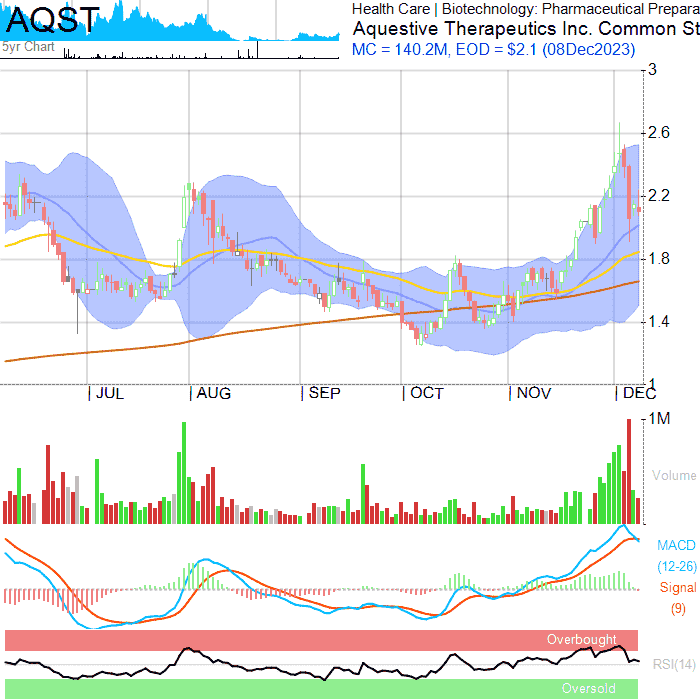 AQST
5yr Chart
Health Care | Biotechnology: Pharmaceutical Prepara
Aquestive Therapeutics Inc. Common St
MC = 140.2M, EOD = $2.1 (08Dec2023)
3
2.6
2.2
1.8
1.4
1
JUL
AUG
SEP
OCT
NOV
DEC
1M
Volume
MACD
(12-26)
Signal
(9)
Overbought
RSI(14)
Oversold